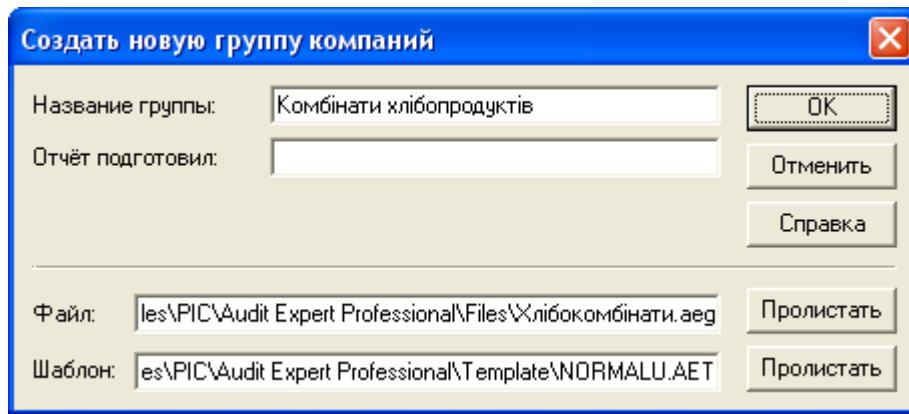 Создать новую группу компаний
Название группы: Комбінати хлібопродуктів OK
Отчёт подготовил: Отменить
Справка
Файл: les\PIC\Audit Expert Professional\Files\Хлібокомбінати.aeg Пролистать
Шаблон: es\PIC\Audit Expert Professional\Template\NORMALU.AET Пролистать